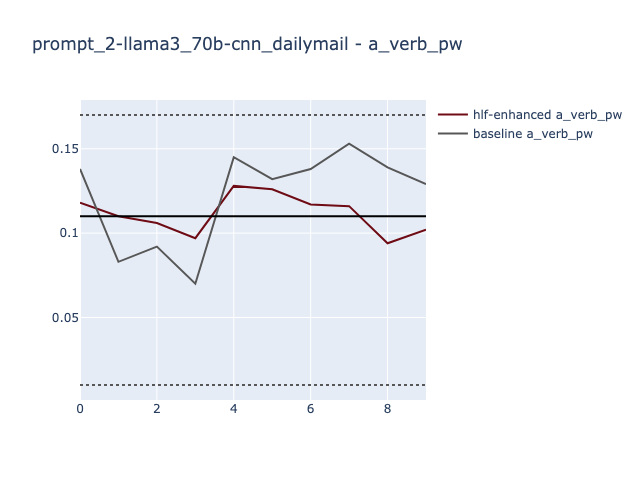 prompt_2-llama3_70b-cnn_dailymail - a_verb_pw
hlf-enhanced a_verb_pw
baseline a_verb_pw
0.15
0.1
0.05
0 2 4 6 8